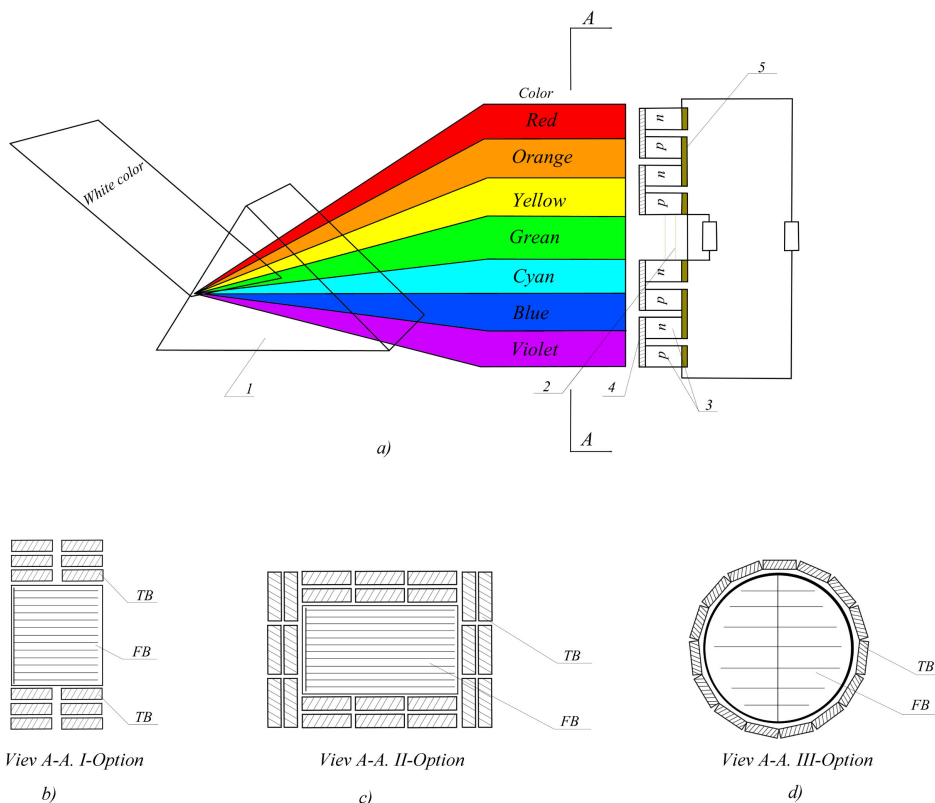 A
5
Color
Red
n
White color
Orange
p
n
Yellow
p
Grean
Cyan
n
Blue
p
n
Violet
p
1
2
4
3
A
a)
TB
FB
TB
TB
FB
TB
FB
Viev A-A. I-Option
Viev A-A. II-Option
Viev A-A. III-Option
b)
c)
d)